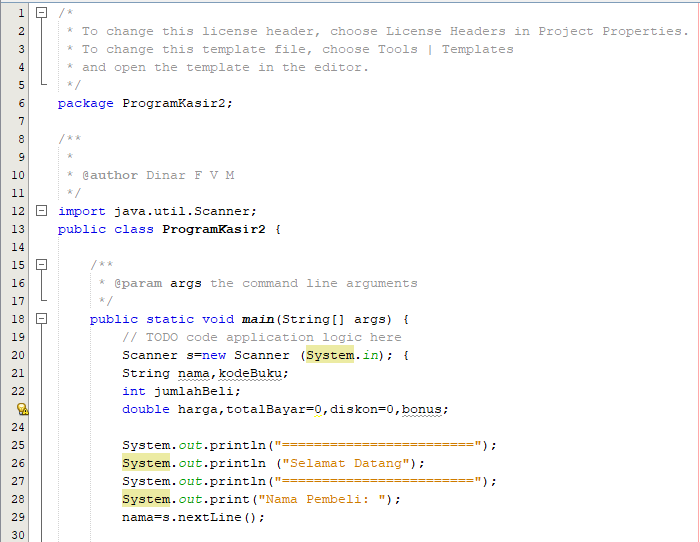 1 /*
2 * To change this license header, choose License Headers in Project Properties.
3 * To change this template file, choose Tools | Templates
4 * and open the template in the editor.
5 */
6 package ProgramKasir2;
7
8 /**
9 *
10 * @author Dinar F V M
11 */
12 import java.util.Scanner;
13 public class ProgramKasir2 {
14
15 /**
16 * @param args the command line arguments
17 */
18 public static void main(String[] args) {
19 // TODO code application logic here
20 Scanner s=new Scanner (System.in); {
21 String nama,kodeBuku;
22 int jumlahBeli;
double harga,totalBayar=0,diskon=0,bonus;
24
25 System.out.println("========================");
26 System.out.println ("Selamat Datang");
27 System.out.println("========================");
28 System.out.print("Nama Pembeli: ");
29 nama=s.nextLine();
30